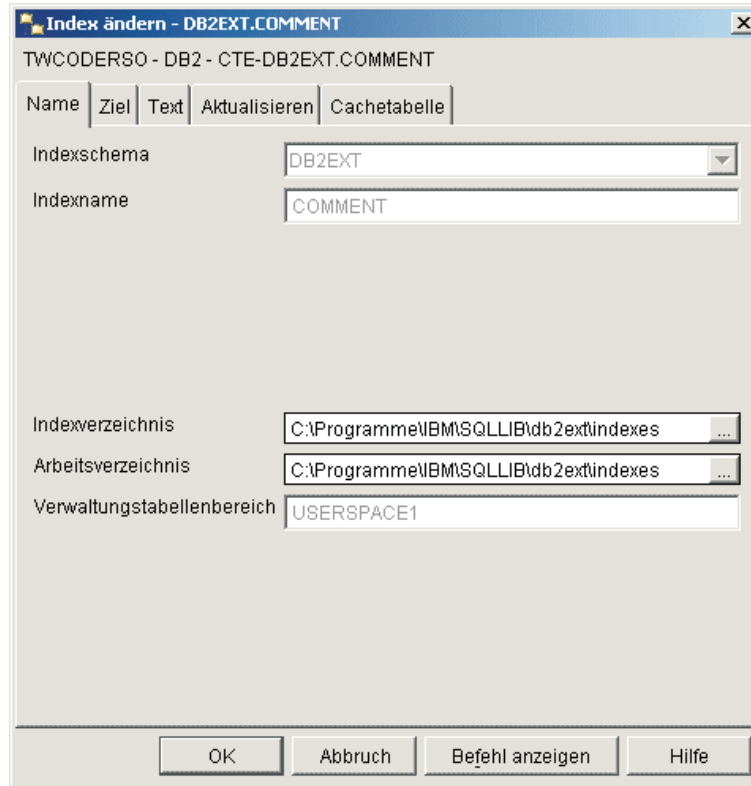 Index ändern - DB2EXT.COMMENT
TWCODERSO - DB2 - CTE-DB2EXT.COMMENT
Name Ziel Text Aktualisieren Cachetabelle
Indexschema DB2EXT
Indexname COMMENT
Indexverzeichnis C:\Programme\IBM\SQLLIB\db2ext\indexes ...
Arbeitsverzeichnis C:\Programme\IBM\SQLLIB\db2ext\indexes ...
Verwaltungstabellenbereich USERSPACE1
OK Abbruch Befehl anzeigen Hilfe